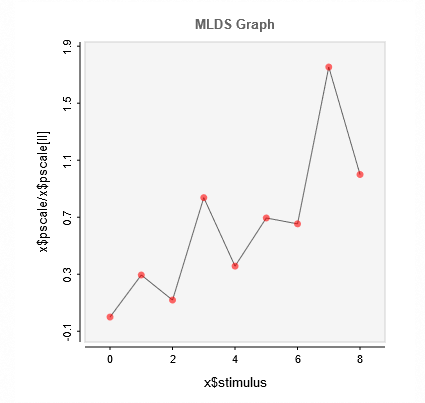 MLDS Graph
1.9
1.5
1.1
0.7
0.3
-0.1
x$pscale/x$pscale[ll]
0 2 4 6 8
x$stimulus